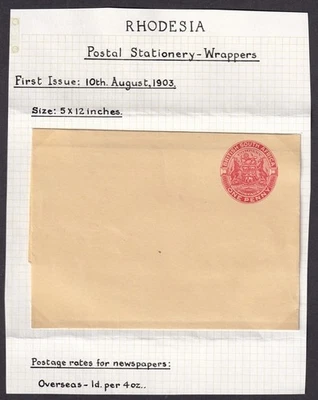 RHODESIA
Postal Stationery-Wrappers
First Issue: 10th. August, 1903.
Size: 5 X 12 inches.
BRITISH SOUTH AFRICA
ONE PENNY
Postage rates for newspapers:
Overseas - 1d. per 4oz..